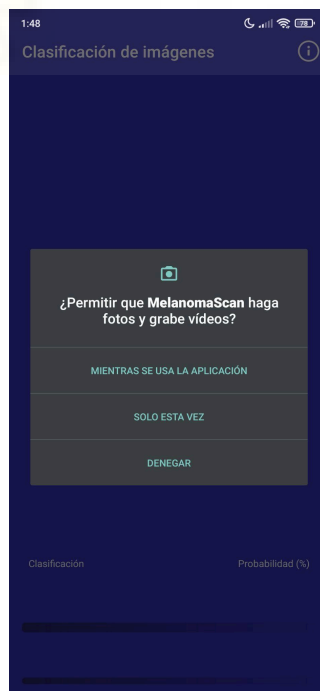 1:48
78
Clasificación de imágenes
¿Permitir que MelanomaScan haga
fotos y grabe vídeos?
MIENTRAS SE USA LA APLICACIÓN
SOLO ESTA VEZ
DENEGAR
Clasificación Probabilidad (%)